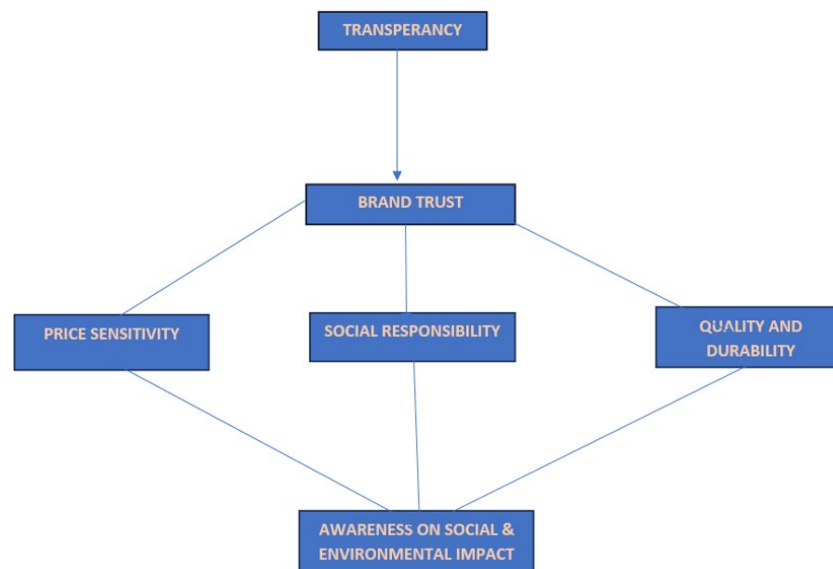 TRANSPERANCY
BRAND TRUST
PRICE SENSITIVITY
SOCIAL RESPONSIBILITY
QUALITY AND
DURABILITY
AWARENESS ON SOCIAL &
ENVIRONMENTAL IMPACT